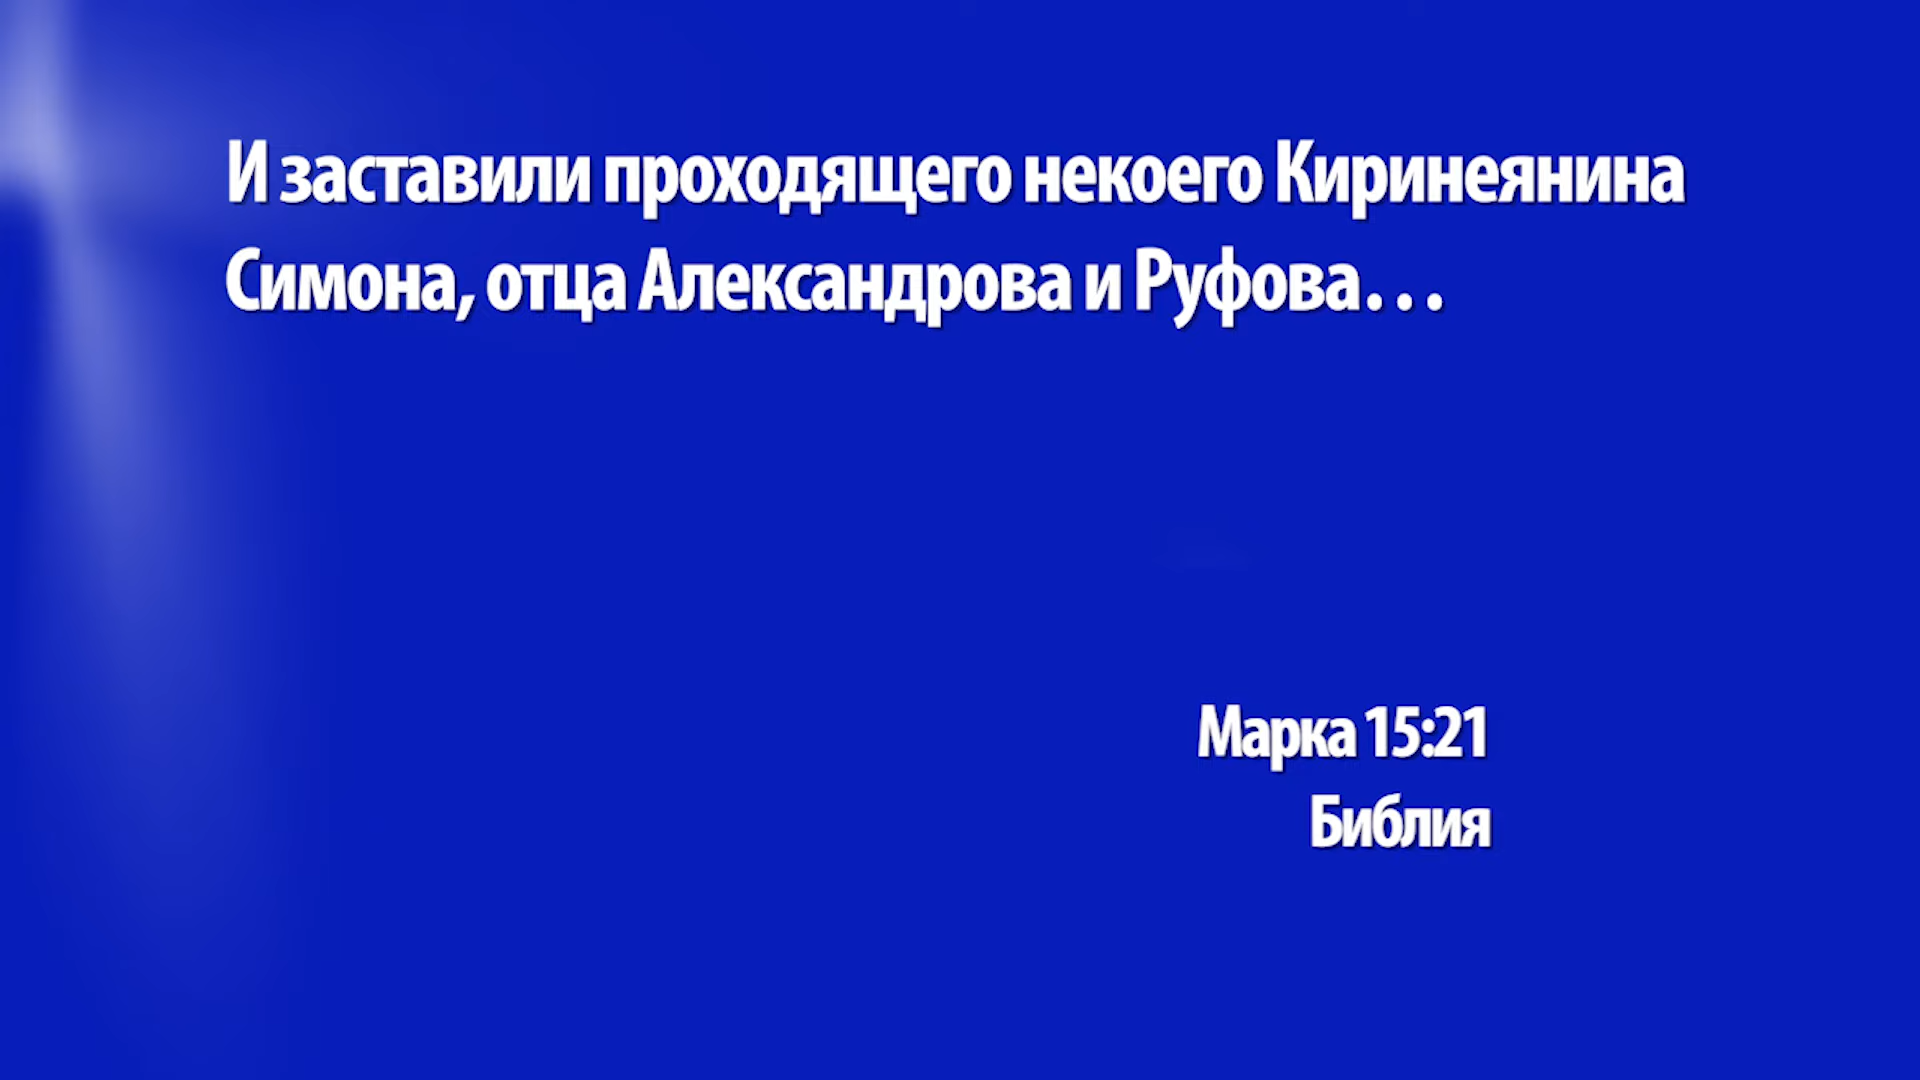 И заставили проходящего некоего Киринеянина
Симона, отца Александрова и Руфова…
Марка 15:21
Библия